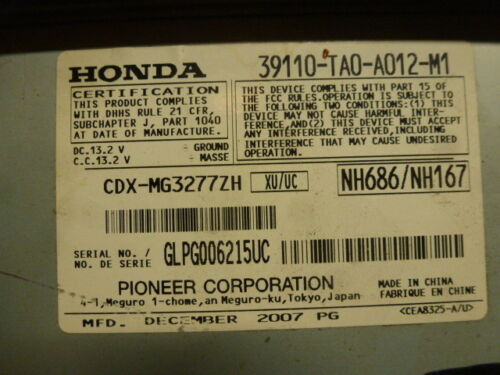 HONDA
39110-TA0-A012-M1
CERTIFICATION
THIS PRODUCT COMPLIES
WITH DHHS RULE 21 CFR,
SUBCHAPTER J, PART 1040
AT DATE OF MANUFACTURE.
THIS DEVICE COMPLIES WITH PART 15 OF
THE FCC RULES.OPERATION IS SUBJECT TO
THE FOLLOWING TWO CONDITIONS:(1) THIS
DEVICE MAY NOT CAUSE HARMFUL INTER-
FERENCE,AND(2) THIS DEVICE MUST ACCEPT
ANY INTERFERENCE RECEIVED,INCLUDING
INTERFERENCE THAT MAY CAUSE UNDESIRED
OPERATION.
DC.13.2 V GROUND
C.C.13.2 V MASSE
CDX-MG3277ZH XU/UC NH686/NH167
SERIAL NO./
NO. DE SERIE GLPG006215UC
PIONEER CORPORATION
4-1,Meguro 1-chome,an Meguro-ku,Tokyo,Japan
MADE IN CHINA
FABRIQUE EN CHINE
MFD. DECEMBER 2007 PG
<CEA8325-A/U>